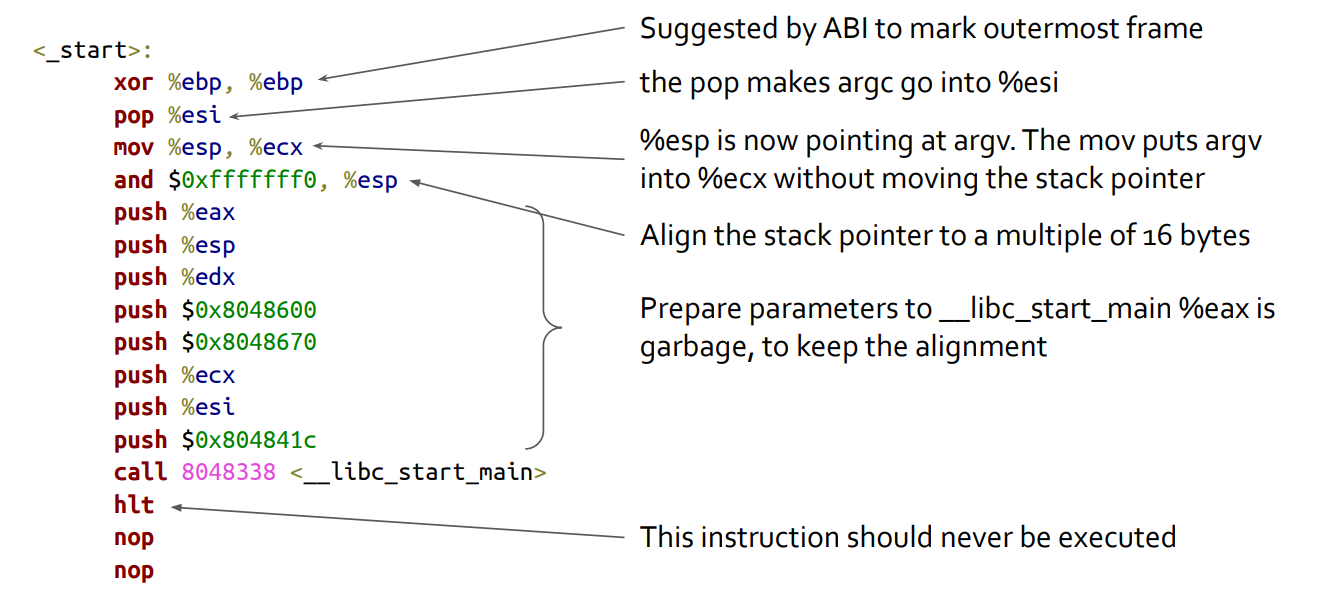 Suggested by ABI to mark outermost frame
<_start>:
xor %ebp, %ebp
the pop makes argc go into %esi
pop %esi
mov %esp, %ecx
%esp is now pointing at argv. The mov puts argv
into %ecx without moving the stack pointer
and $0xfffffff0, %esp
push %eax
Align the stack pointer to a multiple of 16 bytes
push %esp
push %edx
push $0x8048600
Prepare parameters to __libc_start_main %eax is
garbage, to keep the alignment
push $0x8048670
push %ecx
push %esi
push $0x804841c
call 8048338 <__libc_start_main>
hlt
This instruction should never be executed
nop
nop